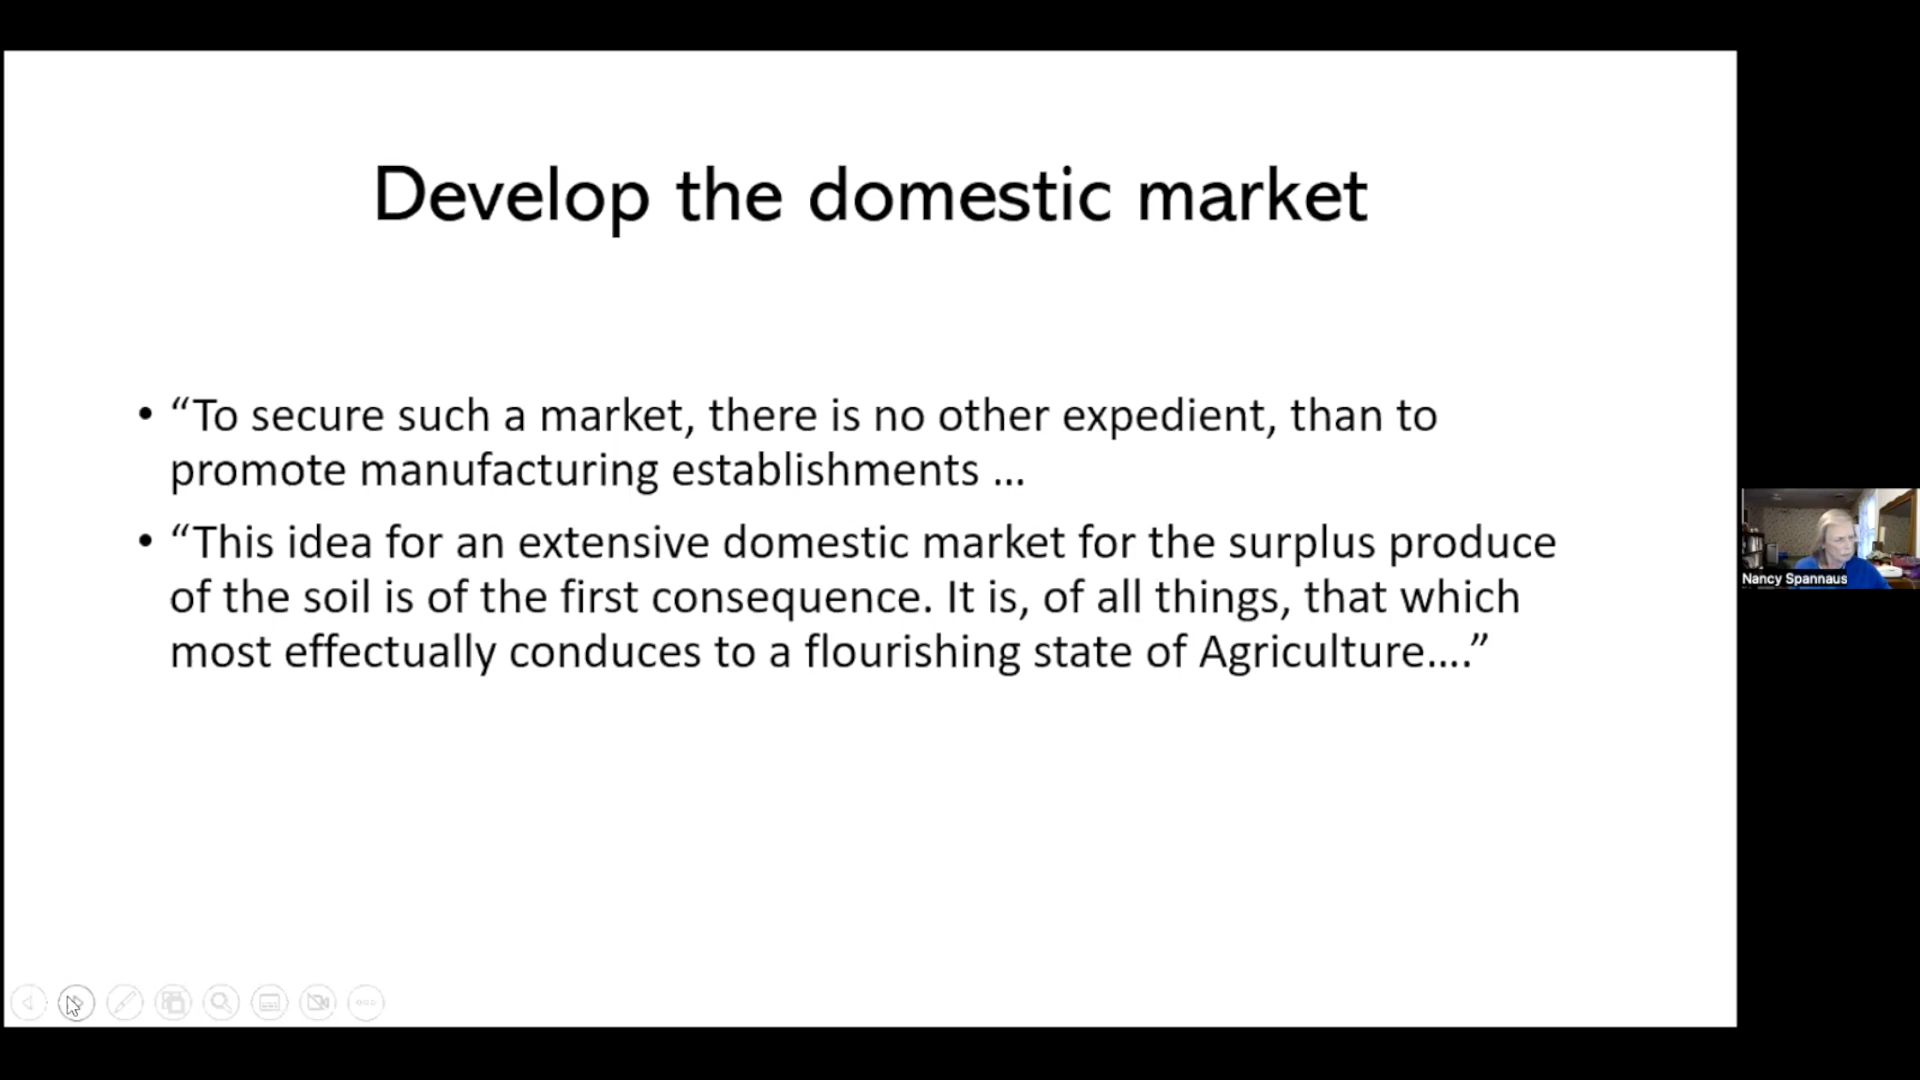 Develop the domestic market
• “To secure such a market, there is no other expedient, than to
promote manufacturing establishments ...
• “This idea for an extensive domestic market for the surplus produce
of the soil is of the first consequence. It is, of all things, that which
most effectually conduces to a flourishing state of Agriculture....”
Nancy Spannaus